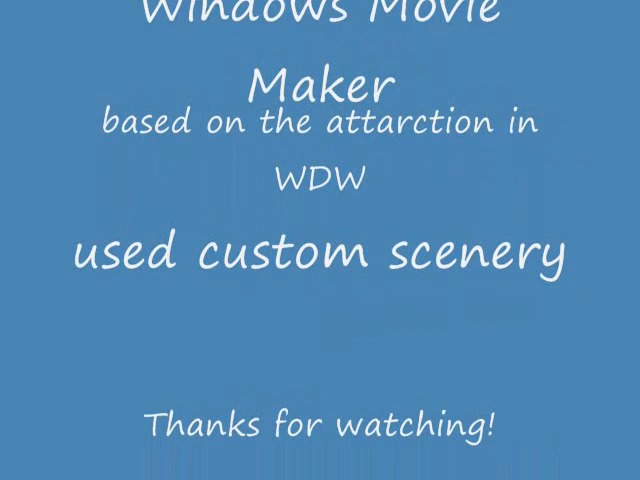 Windows Movie
Maker
based on the attarction in
WDW
used custom scenery
Thanks for watching!